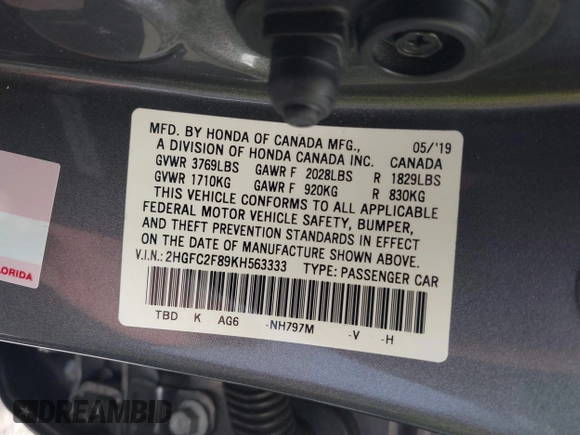 MFD. BY HONDA OF CANADA MFG., 05/'19
A DIVISION OF HONDA CANADA INC. CANADA
GVWR 3769LBS GAWR F 2028LBS R 1829LBS
GVWR 1710KG GAWR F 920KG R 830KG
THIS VEHICLE CONFORMS TO ALL APPLICABLE
FEDERAL MOTOR VEHICLE SAFETY, BUMPER,
AND THEFT PREVENTION STANDARDS IN EFFECT
ON THE DATE OF MANUFACTURE SHOWN ABOVE.
V.I.N.: 2HGFC2F89KH563333 TYPE: PASSENGER CAR
TBD K AG6 -NH797M -V -H
LORIDA
DREAMBID